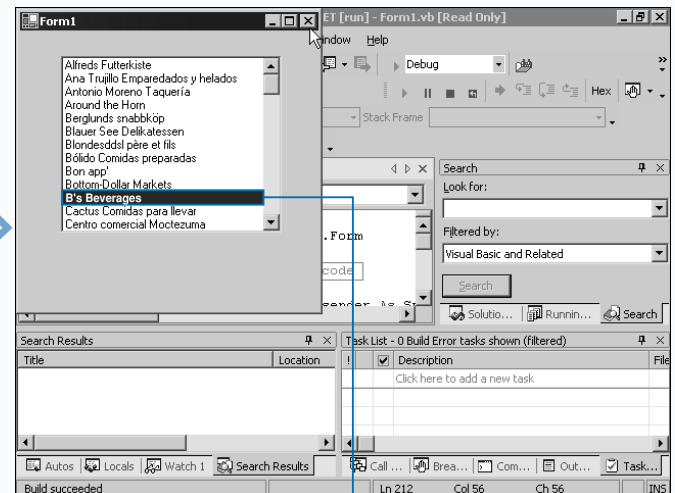 Form1
ET [run] - Form1.vb [Read Only]
ndow Help
Debug
Hex
Stack Frame
Alfreds Futterkiste
Ana Trujillo Emparedados y helados
Antonio Moreno Taquería
Around the Horn
Berglunds snabbköp
Blauer See Delikatessen
Blondesddsl père et fils
Bólido Comidas preparadas
Bon app'
Bottom-Dollar Markets
B's Beverages
Cactus Comidas para llevar
Centro comercial Moctezuma
.Form
code
sender As
Search
Look for:
Filtered by:
Visual Basic and Related
Search
Solutio... Runnin... Search
Search Results
Title Location
Task List - 0 Build Error tasks shown (filtered)
! Description File
Click here to add a new task
Autos Locals Watch 1 Search Results
Call ... Brea... Com... Out... Task...
Build succeeded Ln 212 Col 56 Ch 56 INS